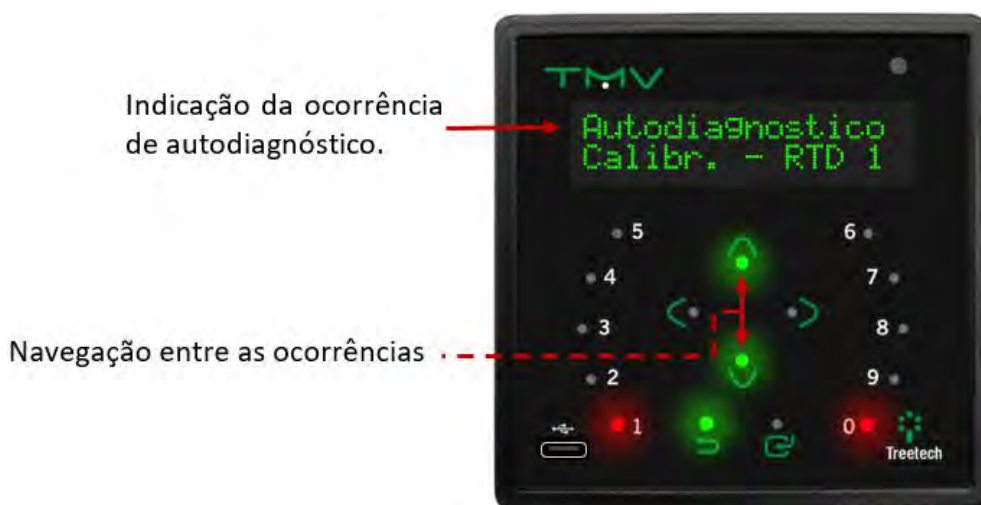 Indicação da ocorrência
de autodiagnóstico.
TMV
Autodiagnostico
Calibr. - RTD 1
5
6
4
7
3
8
Navegação entre as ocorrências
2
9
1
0
Treetech